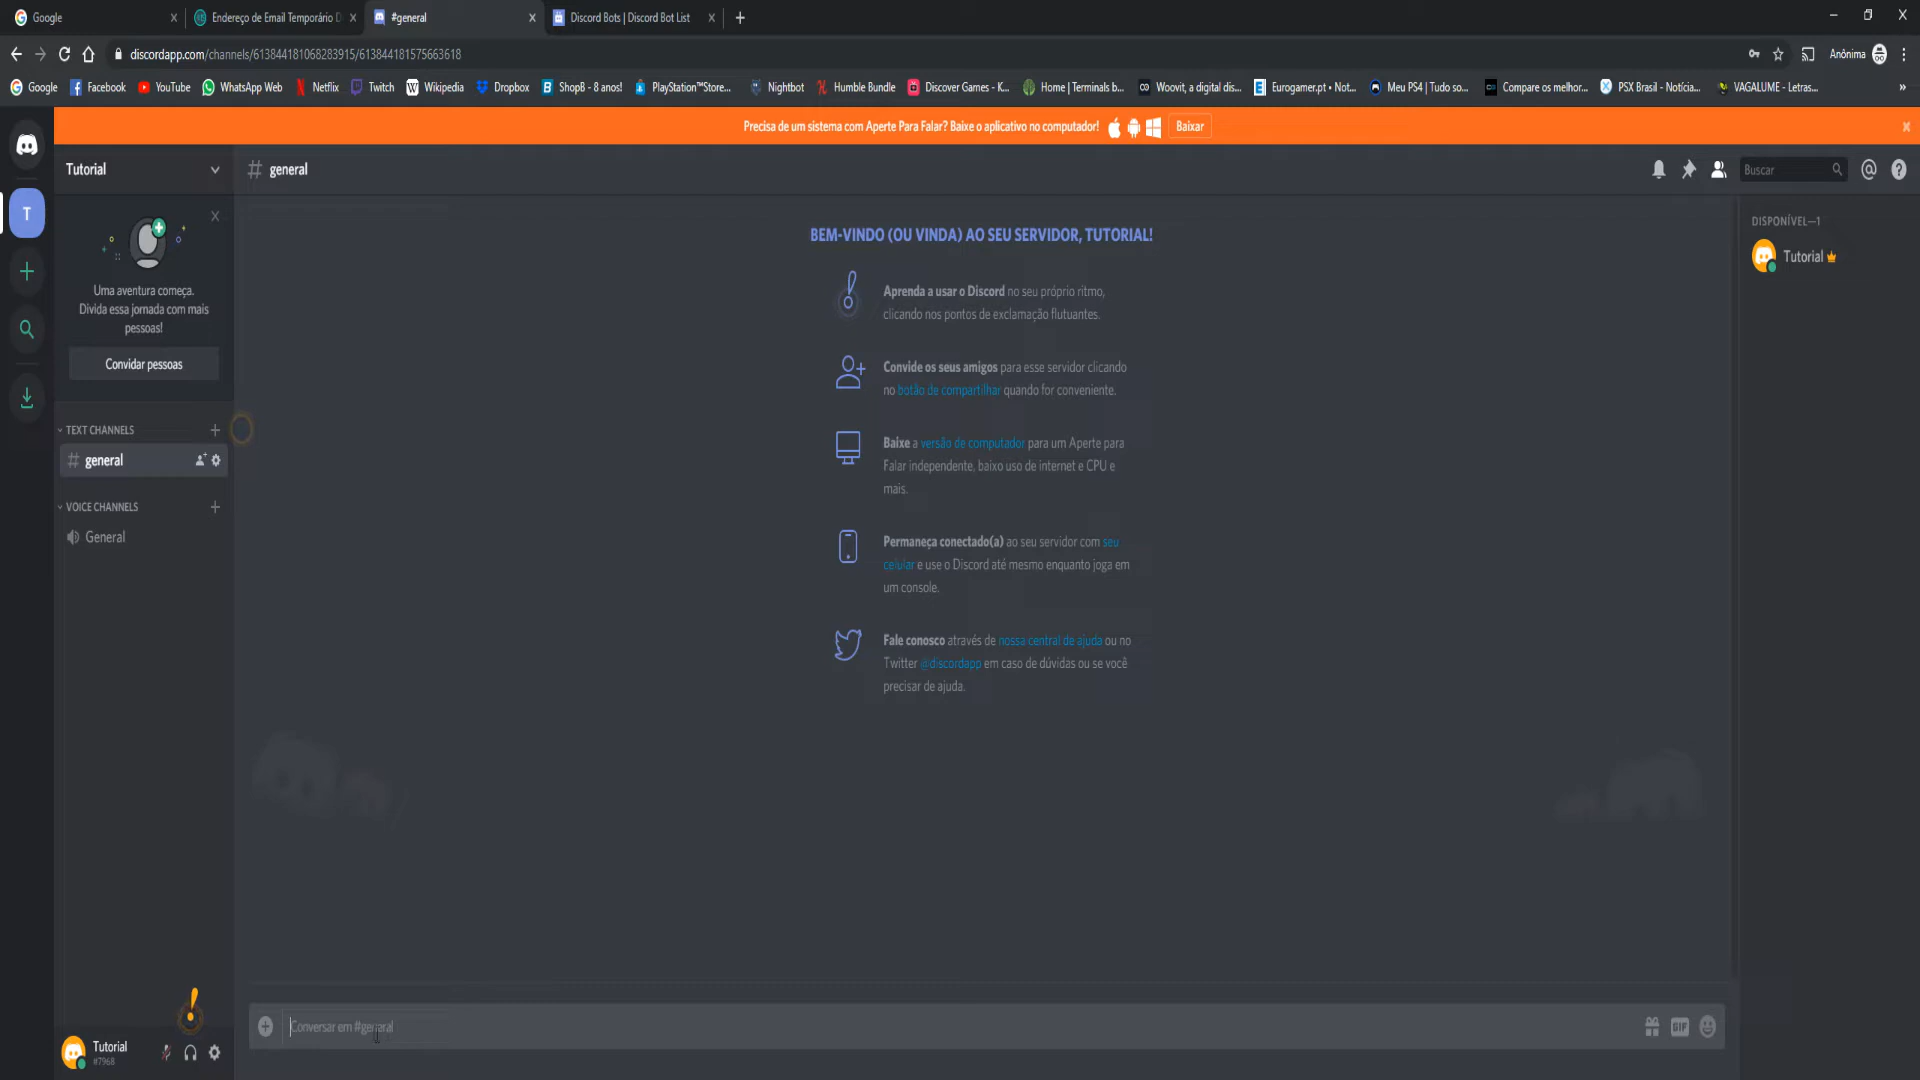 Google
Endereço de Email Temporário D
#general
Discord Bots | Discord Bot List
discordapp.com/channels/613844181068283915/613844181575663618
Anônima
Google
Facebook
YouTube
WhatsApp Web
Netflix
Twitch
Wikipedia
Dropbox
ShopB - 8 anos!
PlayStation™Store...
Nightbot
Humble Bundle
Discover Games - K...
Home | Terminals b...
Woovit, a digital dis...
Eurogamer.pt • Not...
Meu PS4 | Tudo so...
Compare os melhor...
PSX Brasil - Notícia...
VAGALUME - Letras...
»
Precisa de um sistema com Aperte Para Falar? Baixe o aplicativo no computador!
Baixar
Tutorial
# general
Buscar
T
Uma aventura começa.
Divida essa jornada com mais
pessoas!
Convidar pessoas
TEXT CHANNELS
# general
VOICE CHANNELS
General
BEM-VINDO (OU VINDA) AO SEU SERVIDOR, TUTORIAL!
Aprenda a usar o Discord no seu próprio ritmo,
clicando nos pontos de exclamação flutuantes.
Convide os seus amigos para esse servidor clicando
no botão de compartilhar quando for conveniente.
Baixe a versão de computador para um Aperte para
Falar independente, baixo uso de internet e CPU e
mais.
Permaneça conectado(a) ao seu servidor com seu
celular e use o Discord até mesmo enquanto joga em
um console.
Fale conosco através de nossa central de ajuda ou no
Twitter @discordapp em caso de dúvidas ou se você
precisar de ajuda.
DISPONÍVEL—1
Tutorial
Conversar em #general
GIF
Tutorial
#7968